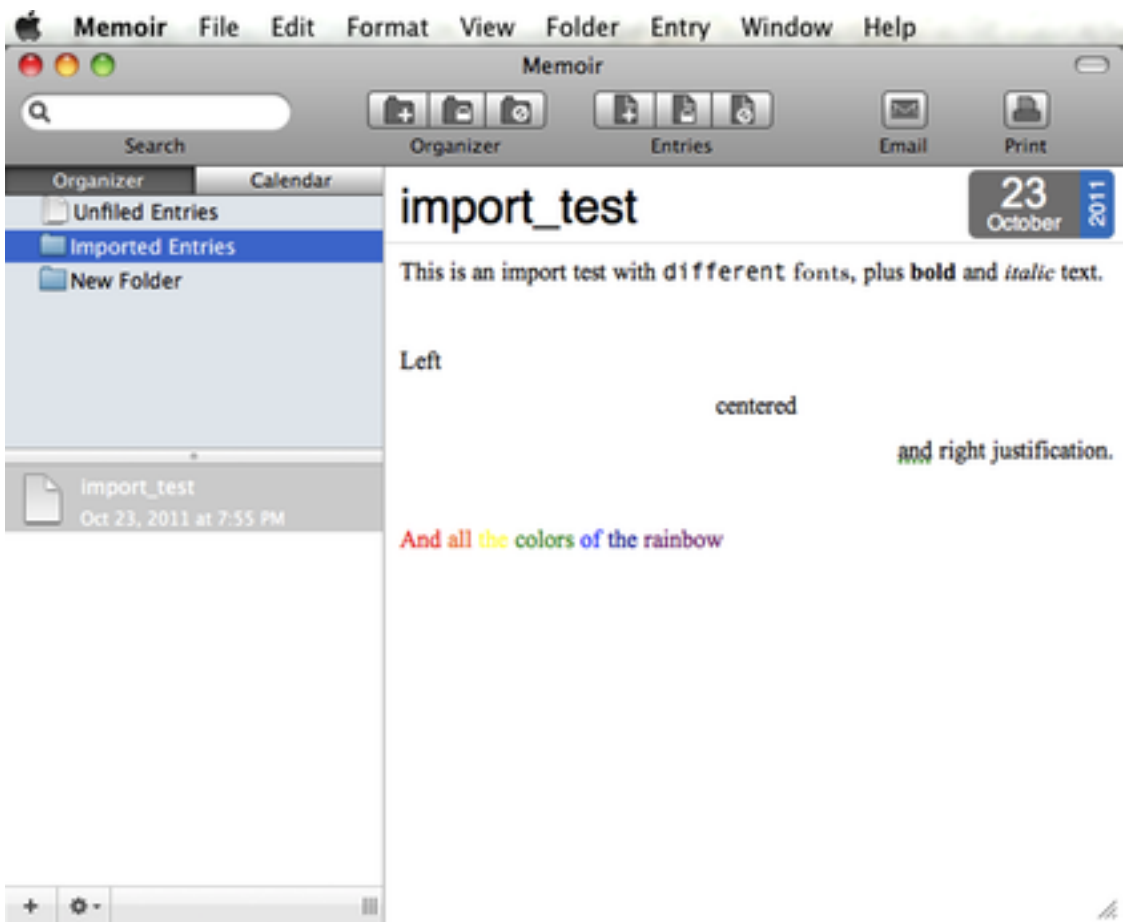 Memoir File Edit Format View Folder Entry Window Help
Memoir
Search Organizer Entries Email Print
Organizer Calendar
Unfiled Entries
Imported Entries
New Folder
import_test
Oct 23, 2011 at 7:55 PM
import_test
23
October
2011
This is an import test with different fonts, plus bold and italic text.
Left
centered
and right justification.
And all the colors of the rainbow